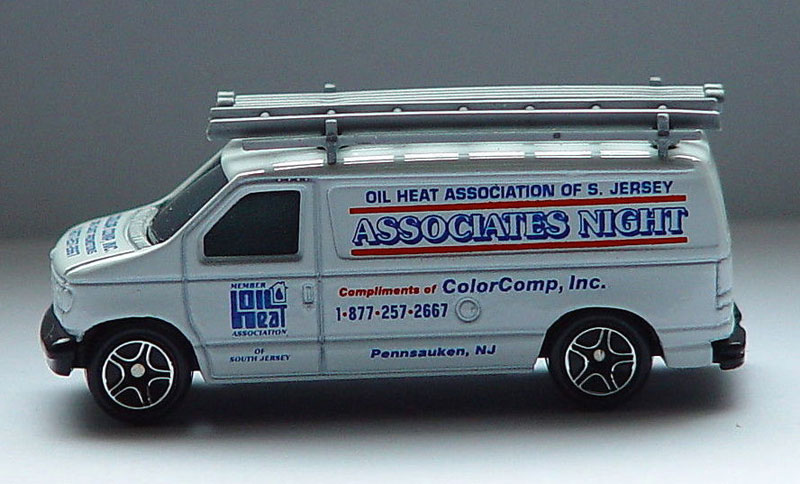 OIL HEAT ASSOCIATION OF S. JERSEY
ASSOCIATES NIGHT
Compliments of ColorComp, Inc.
1•877•257•2667
Pennsauken, NJ
MEMBER
oil
heat
ASSOCIATION
OF
SOUTH JERSEY